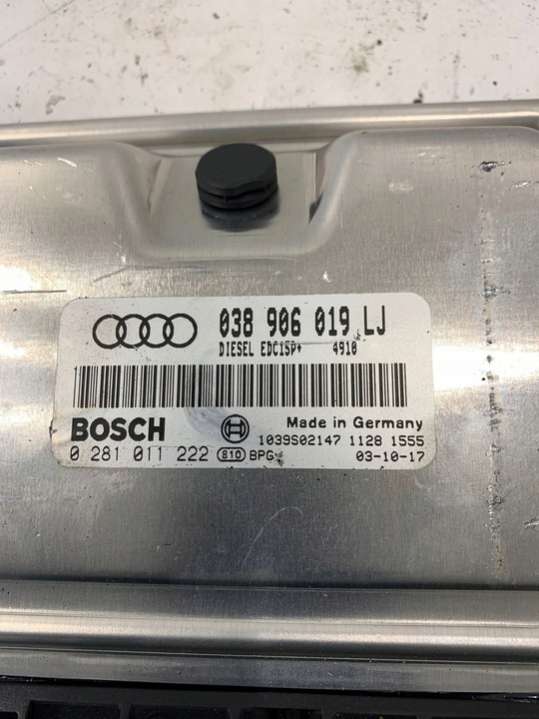 038 906 019 LJ
DIESEL EDC15P+ 4910
BOSCH
Made in Germany
1039S02147 1128 1555
0 281 011 222 810 BPG
03-10-17